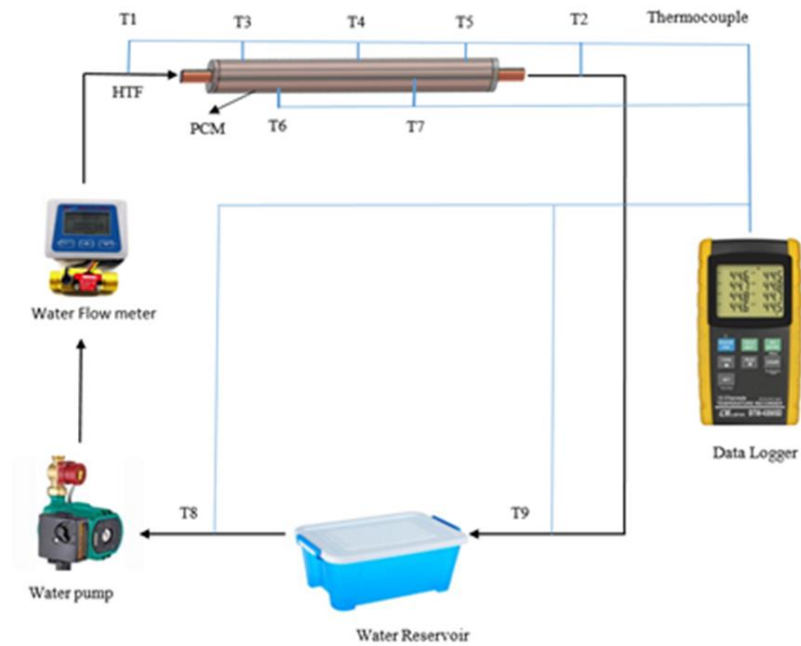 T1
T3
T4
T5
T2
Thermocouple
HTF
PCM
T6
T7
Water Flow meter
Data Logger
T8
T9
Water pump
Water Reservoir